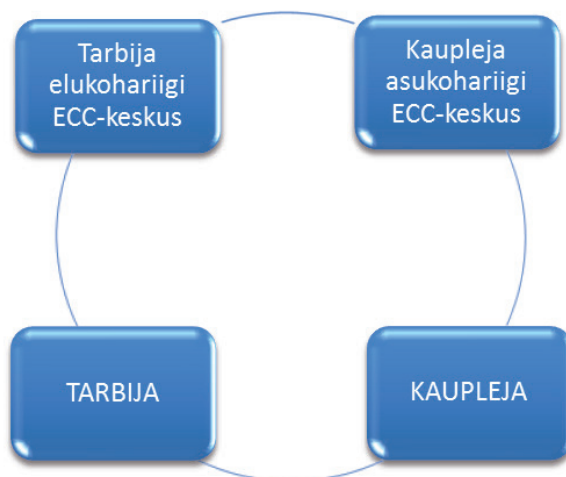 Tarbija
elukohariigi
ECC-keskus
Kaupleja
asukohariigi
ECC-keskus
TARBIJA
KAUPLEJA